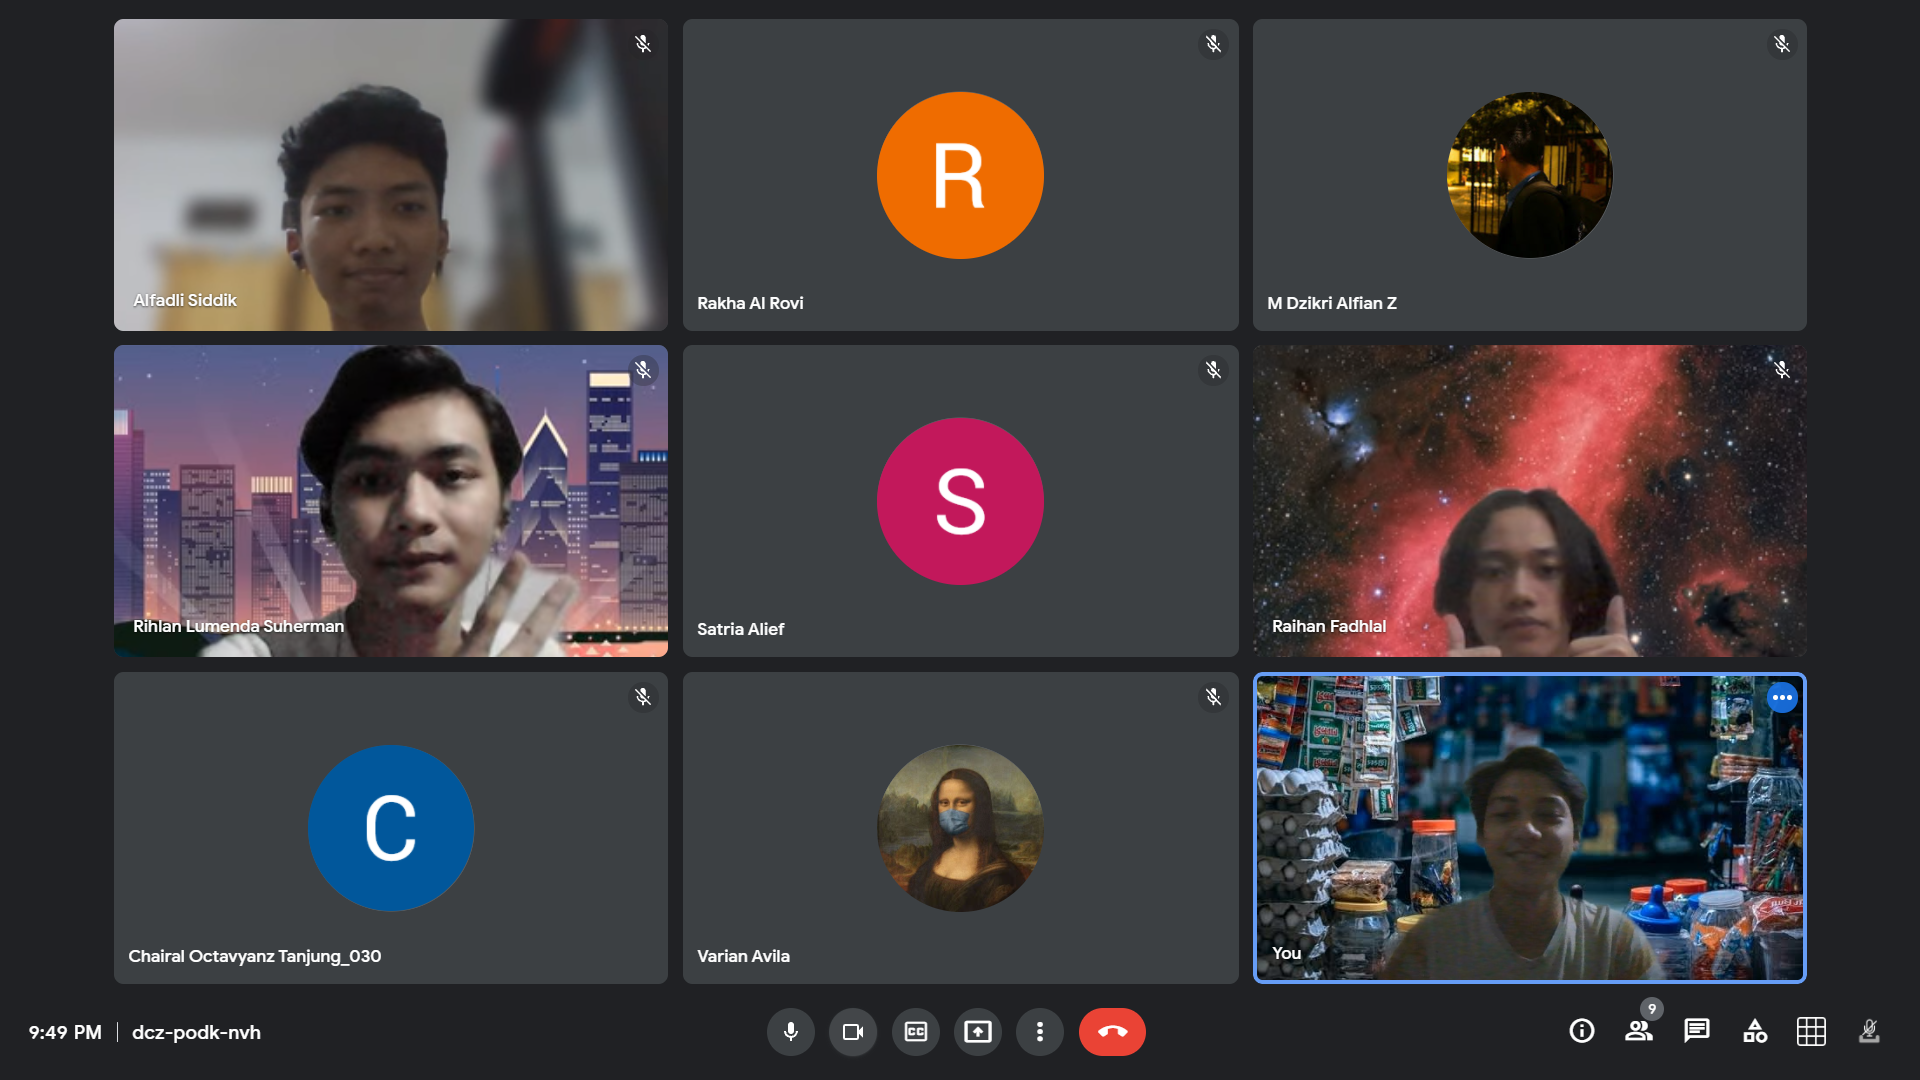 Alfadli Siddik
R
Rakha Al Rovi
M Dzikri Alfian Z
Rihlan Lumenda Suherman
S
Satria Alief
Raihan Fadhlal
C
Chairal Octavyanz Tanjung_030
Varian Avila
You
9:49 PM | dcz-podk-nvh
CC
9